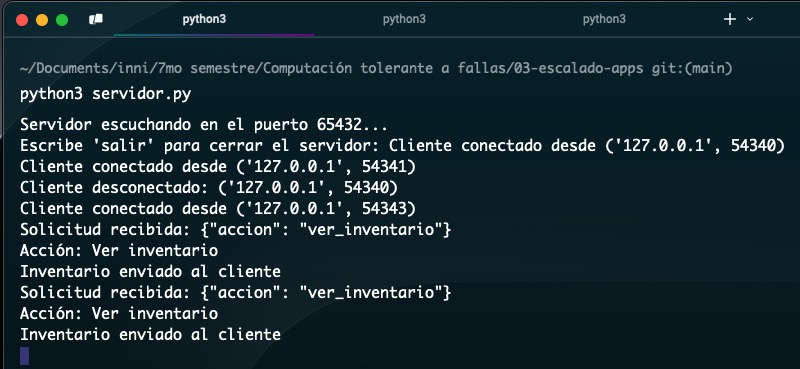 python3 python3 python3
~/Documents/inni/7mo semestre/Computación tolerante a fallas/03-escalado-apps git:(main)
python3 servidor.py
Servidor escuchando en el puerto 65432...
Escribe 'salir' para cerrar el servidor: Cliente conectado desde ('127.0.0.1', 54340)
Cliente conectado desde ('127.0.0.1', 54341)
Cliente desconectado: ('127.0.0.1', 54340)
Cliente conectado desde ('127.0.0.1', 54343)
Solicitud recibida: {"accion": "ver_inventario"}
Acción: Ver inventario
Inventario enviado al cliente
Solicitud recibida: {"accion": "ver_inventario"}
Acción: Ver inventario
Inventario enviado al cliente